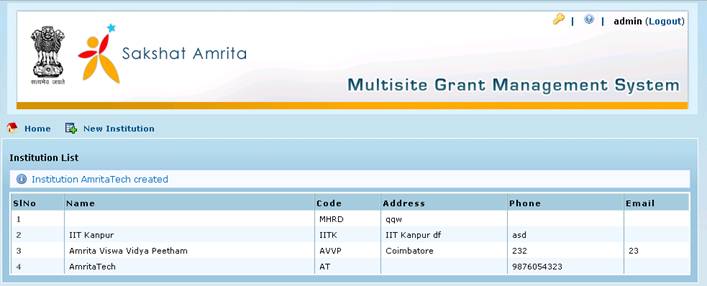 | | admin (Logout)
Sakshat Amrita
सत्यमेव जयते
Multisite Grant Management System
Home New Institution
Institution List
Institution AmritaTech created
SlNo Name Code Address Phone Email
1 MHRD qqw
2 IIT Kanpur IITK IIT Kanpur df asd
3 Amrita Viswa Vidya Peetham AVVP Coimbatore 232 23
4 AmritaTech AT 9876054323